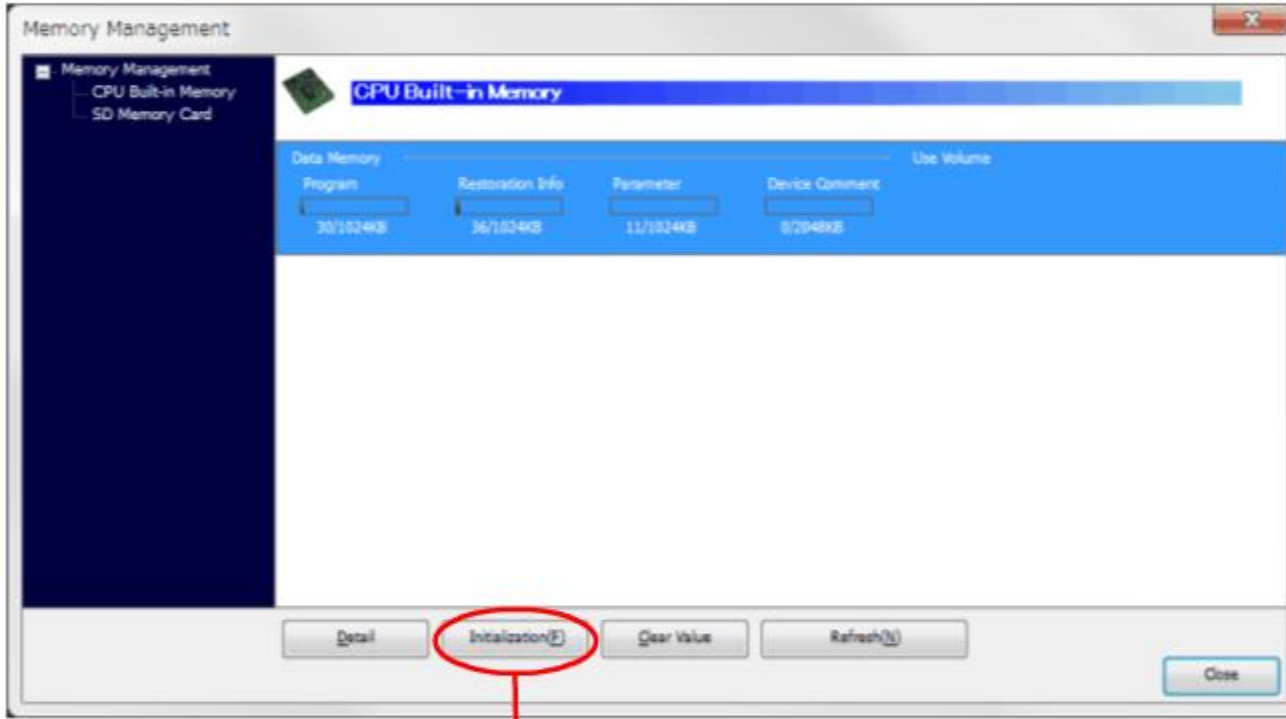 Memory Management
Memory Management
CPU Built-in Memory
SD Memory Card
CPU Built-in Memory
Data Memory
Use Volume
Program
Restoration Info
Parameter
Device Comment
30/1024KB
36/1024KB
11/1024KB
0/2048KB
Detail
Initialization(F)
Clear Value
Refresh(N)
Close